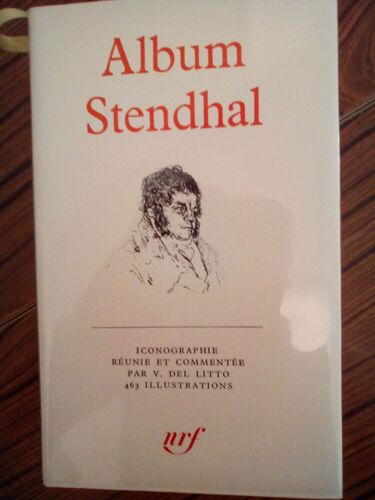 Album
Stendhal
ICONOGRAPHIE
RÉUNIE ET COMMENTÉE
PAR V. DEL LITTO
463 ILLUSTRATIONS
nrf